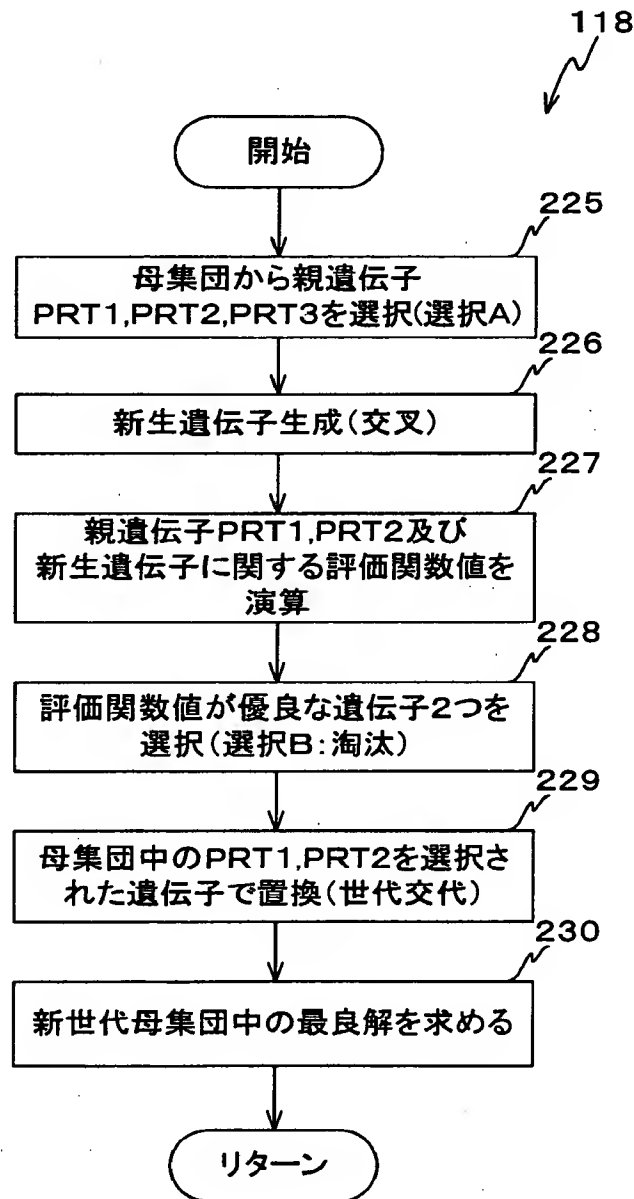 118
開始
225
母集団から親遺伝子
PRT1,PRT2,PRT3を選択(選択A)
226
新生遺伝子生成(交叉)
227
親遺伝子PRT1,PRT2及び
新生遺伝子に関する評価関数値を
演算
228
評価関数値が優良な遺伝子2つを
選択(選択B:淘汰)
229
母集団中のPRT1,PRT2を選択さ
れた遺伝子で置換(世代交代)
230
新世代母集団中の最良解を求める
リターン